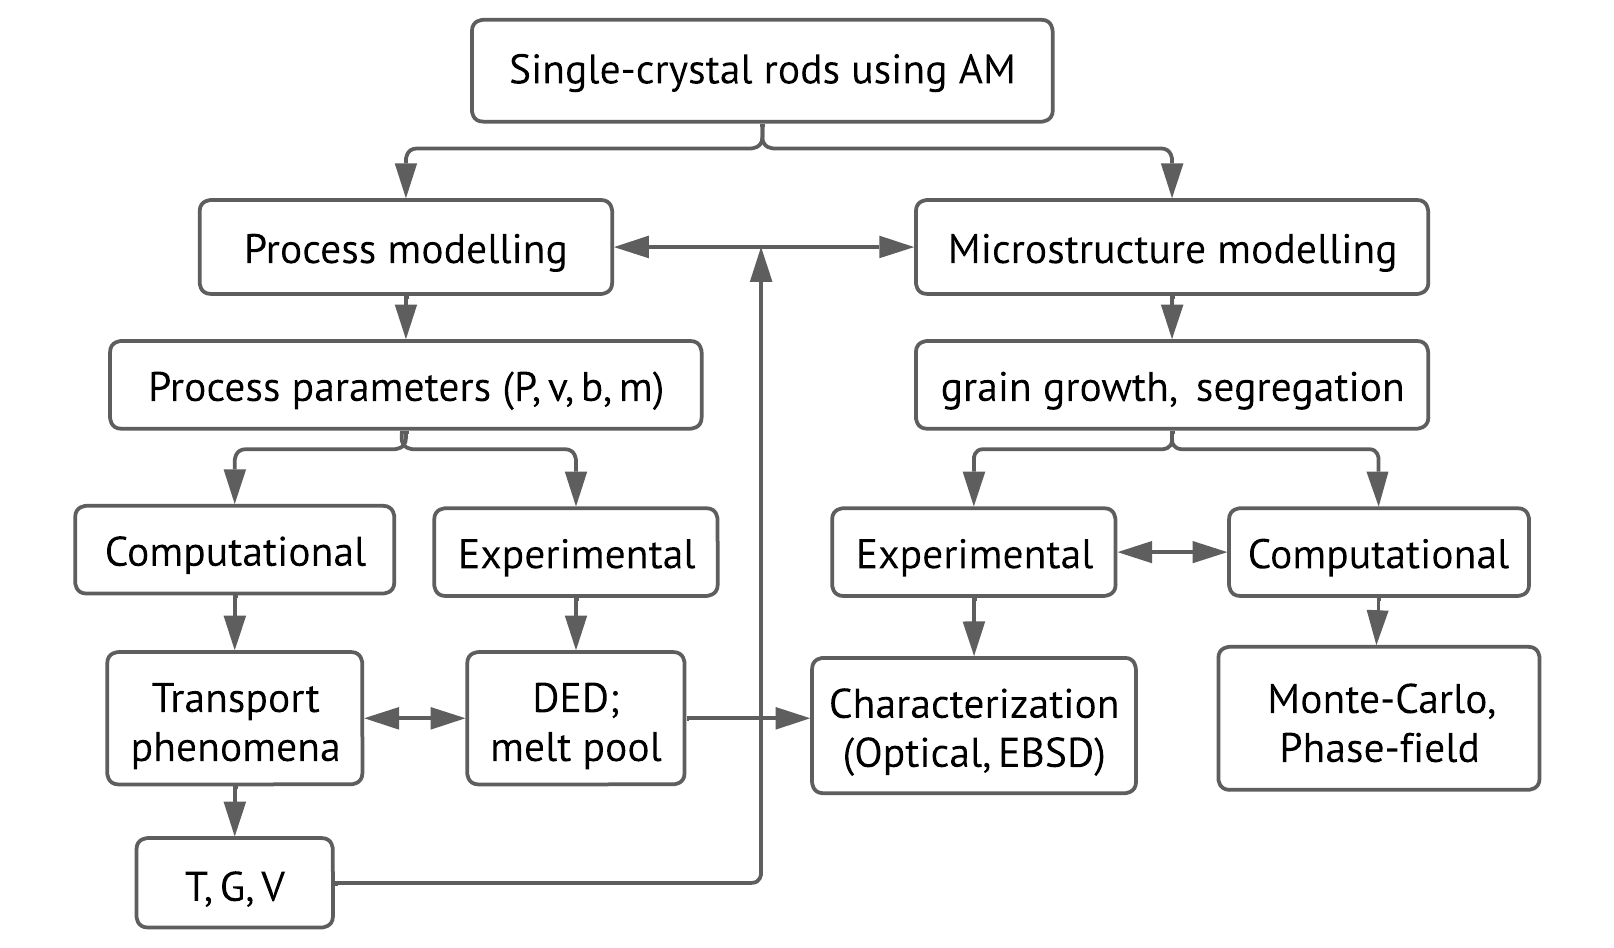 Single-crystal rods using AM
Process modelling
Microstructure modelling
Process parameters (P, v, b, m)
grain growth, segregation
Computational
Experimental
Experimental
Computational
Transport
phenomena
DED;
melt pool
Characterization
(Optical, EBSD)
Monte-Carlo,
Phase-field
T, G, V